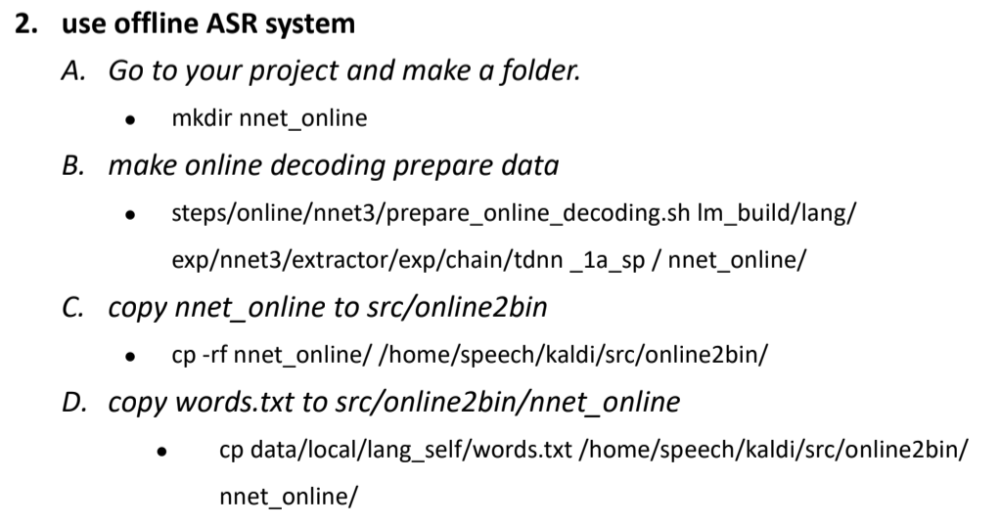 2. use offline ASR system
A. Go to your project and make a folder.
• mkdir nnet_online
B. make online decoding prepare data
• steps/online/nnet3/prepare_online_decoding.sh lm_build/lang/
exp/nnet3/extractor/exp/chain/tdnn _1a_sp / nnet_online/
C. copy nnet_online to src/online2bin
• cp -rf nnet_online/ /home/speech/kaldi/src/online2bin/
D. copy words.txt to src/online2bin/nnet_online
• cp data/local/lang_self/words.txt /home/speech/kaldi/src/online2bin/
nnet_online/